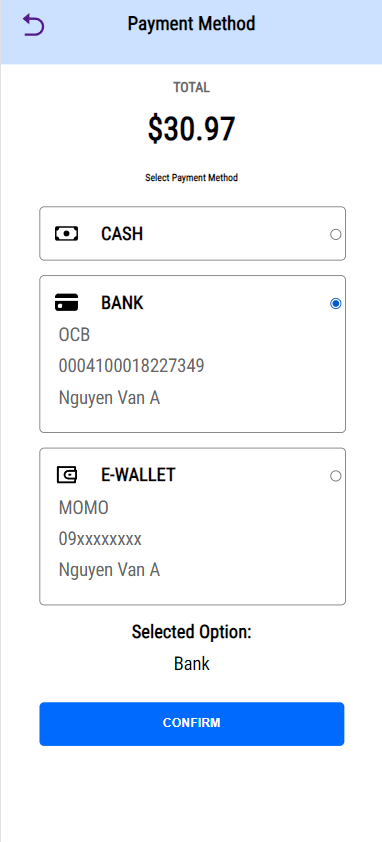 Payment Method
TOTAL
$30.97
Select Payment Method
CASH
BANK
OCB
0004100018227349
Nguyen Van A
E-WALLET
MOMO
09xxxxxxxx
Nguyen Van A
Selected Option:
Bank
CONFIRM